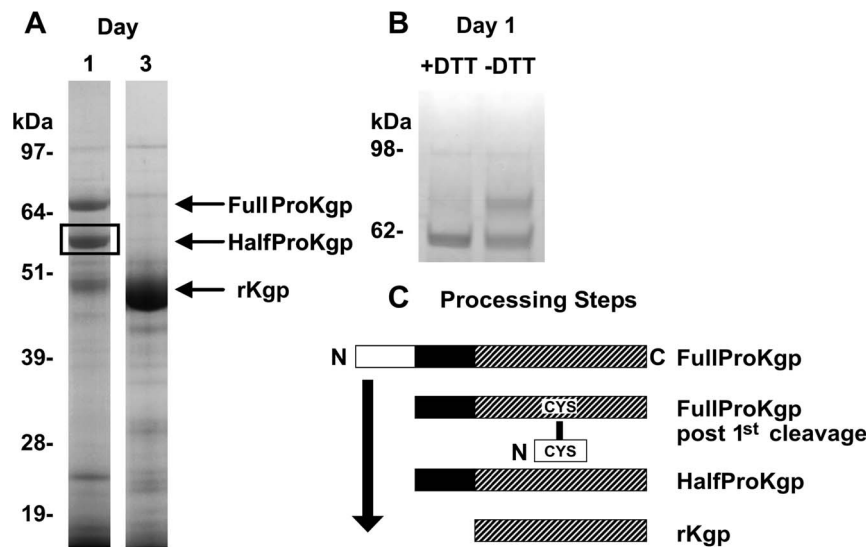 A Day
1 3
kDa
97-
64-
51-
39-
28-
19-
FullProKgp
HalfProKgp
rKgp
B Day 1
+DTT -DTT
kDa
98-
62-
C Processing Steps
N C FullProKgp
CYS FullProKgp
post 1st cleavage
N CYS
HalfProKgp
rKgp